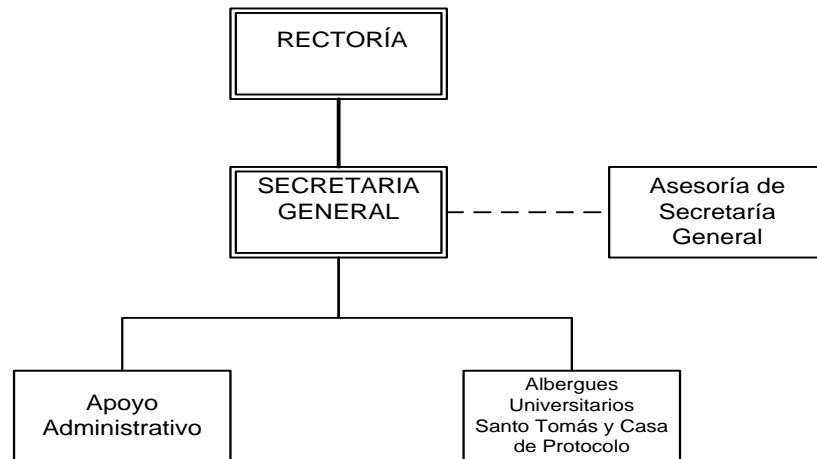 RECTORÍA
SECRETARIA
GENERAL
Asesoría de
Secretaría
General
Apoyo
Administrativo
Albergues
Universitarios
Santo Tomás y Casa
de Protocolo